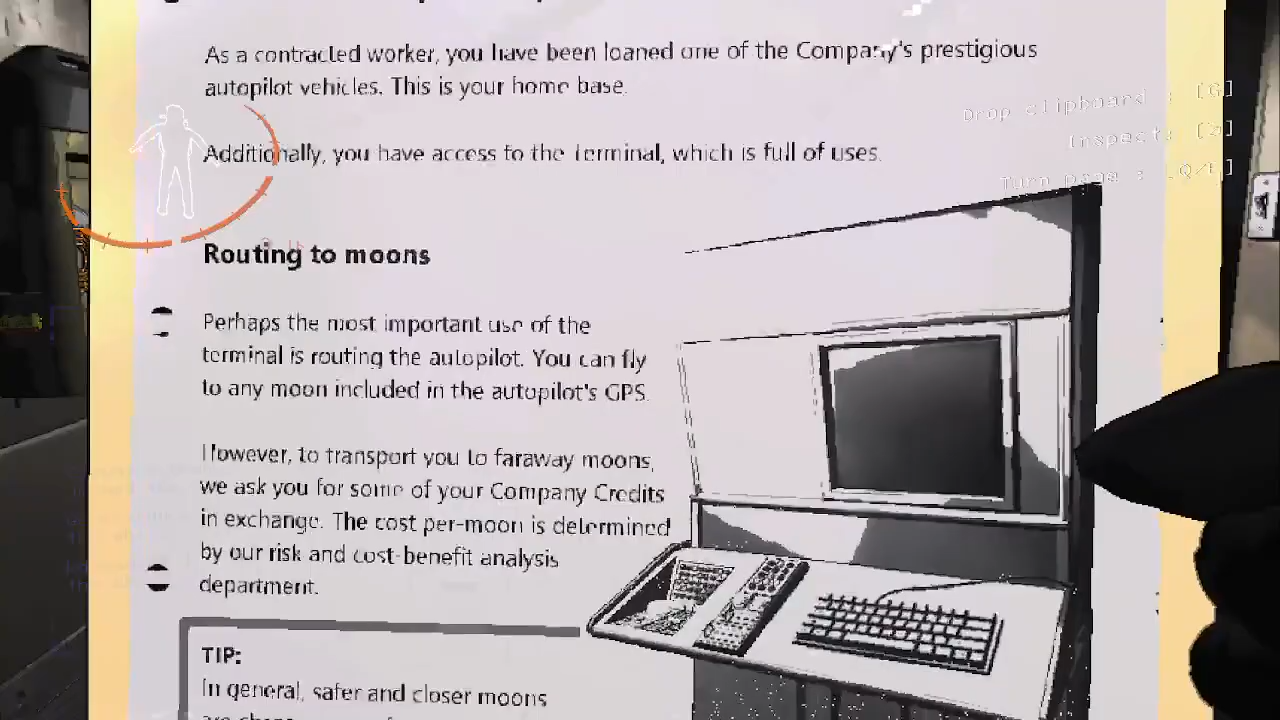 As a contracted worker, you have been loaned one of the Company's prestigious
autopilot vehicles. This is your home base.
Additionally, you have access to the terminal, which is full of uses.
Drop clipboard : [G]
Inspect: [Z]
Turn page : [Q/E]
Routing to moons
Perhaps the most important use of the
terminal is routing the autopilot. You can fly
to any moon included in the autopilot's GPS.
However, to transport you to faraway moons,
we ask you for some of your Company Credits
in exchange. The cost per-moon is determined
by our risk and cost-benefit analysis
department.
TIP:
In general, safer and closer moons